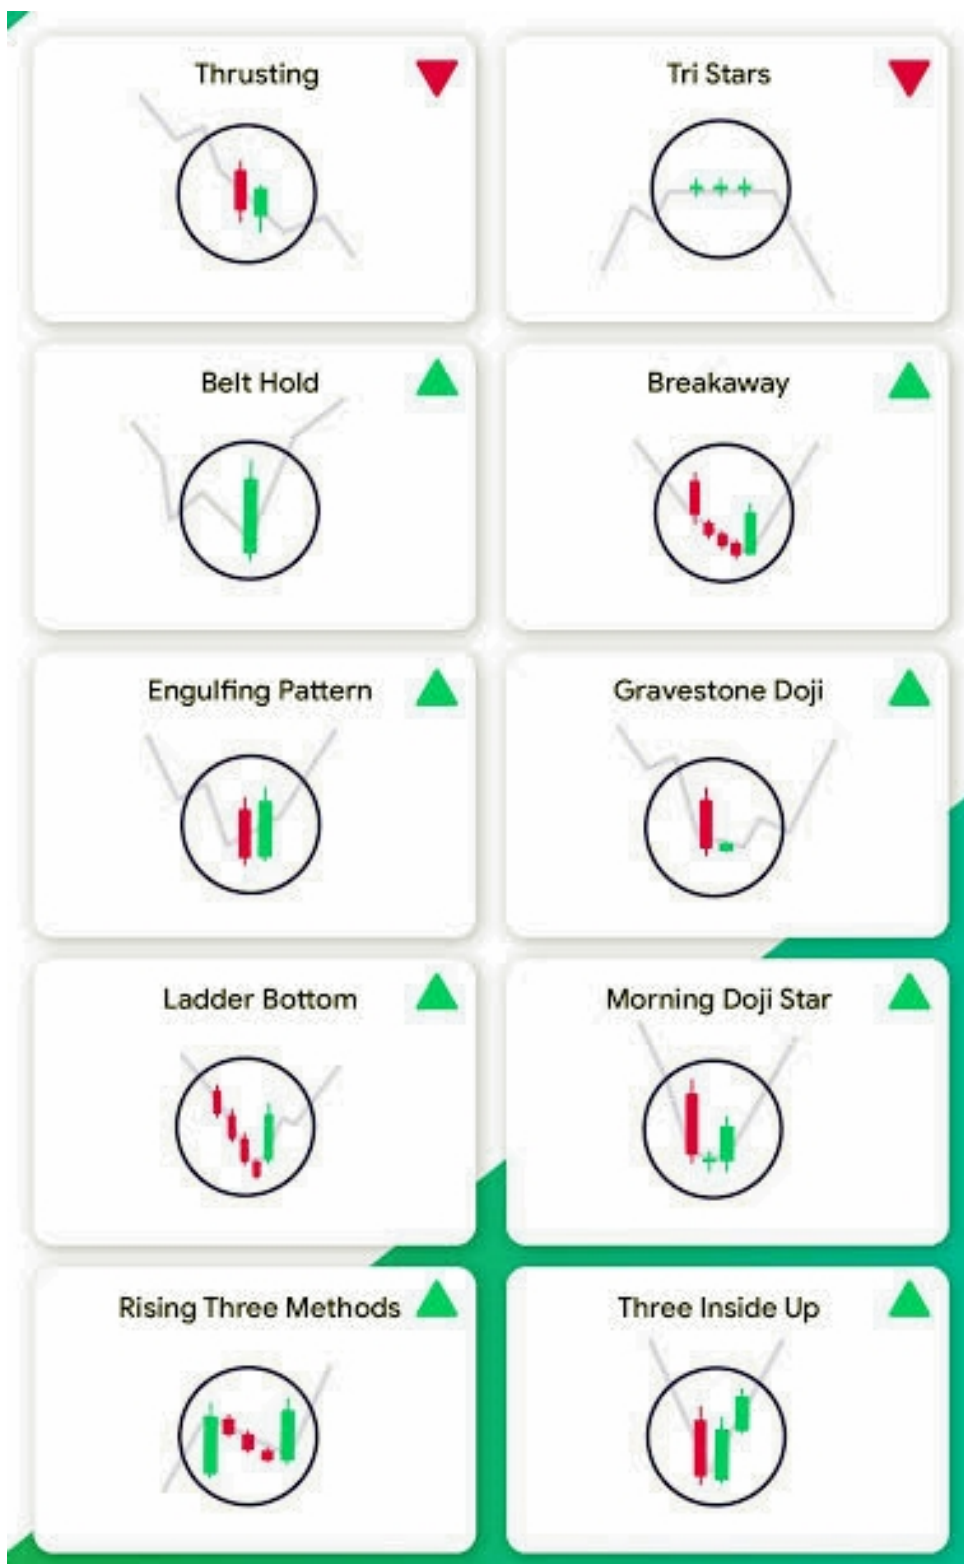 Thrusting
Tri Stars
Belt Hold
Breakaway
Engulfing Pattern
Gravestone Doji
Ladder Bottom
Morning Doji Star
Rising Three Methods
Three Inside Up